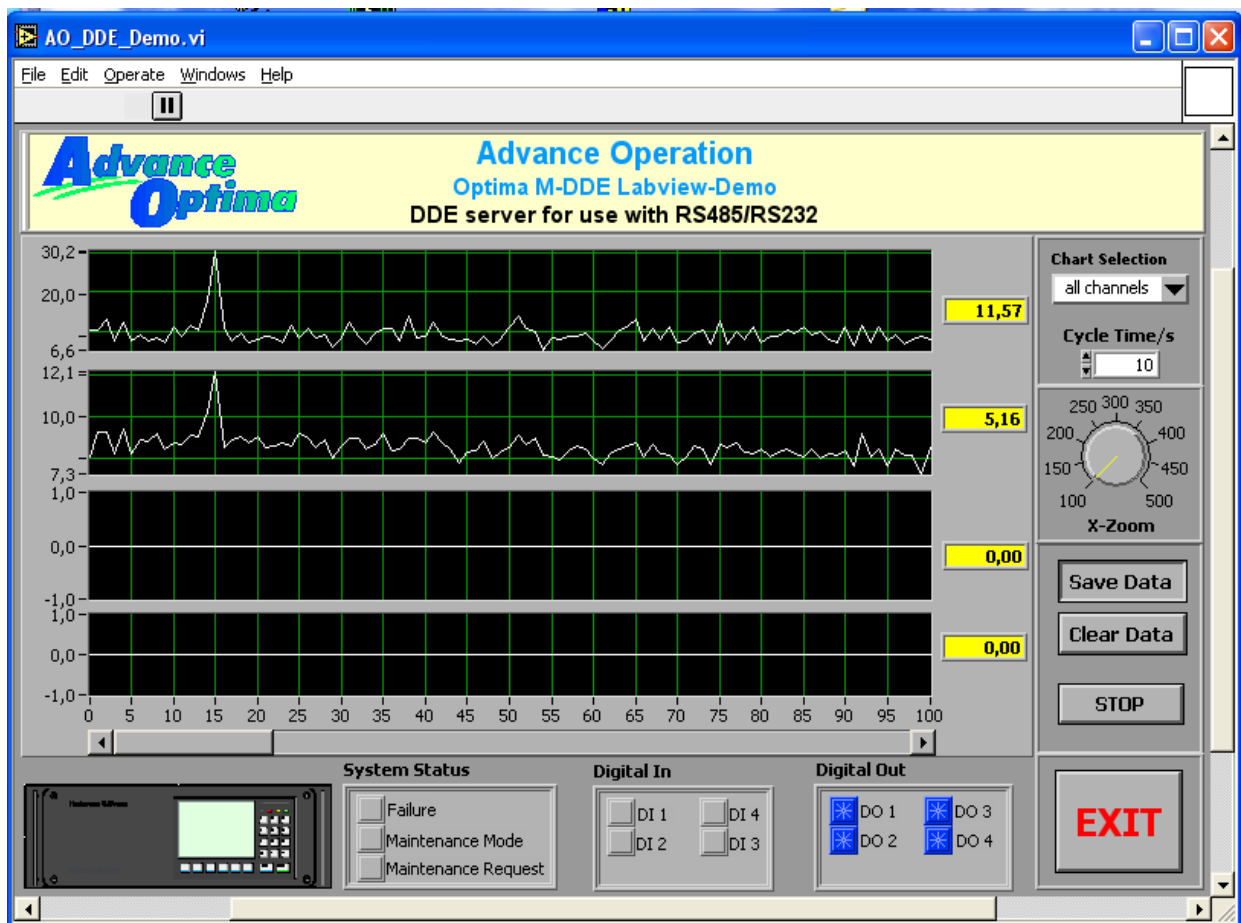 AO_DDE_Demo.vi
File Edit Operate Windows Help
Advance
Optima
Advance Operation
Optima M-DDE Labview-Demo
DDE server for use with RS485/RS232
30,2
20,0
6,6
11,57
12,1
10,0
7,3
5,16
1,0
0,0
-1,0
0,00
1,0
0,0
-1,0
0,00
0 5 10 15 20 25 30 35 40 45 50 55 60 65 70 75 80 85 90 95 100
Chart Selection
all channels
Cycle Time/s
10
250 300 350
200 400
150 450
100 500
X-Zoom
Save Data
Clear Data
STOP
EXIT
System Status
Failure
Maintenance Mode
Maintenance Request
Digital In
DI 1 DI 4
DI 2 DI 3
Digital Out
DO 1 DO 3
DO 2 DO 4